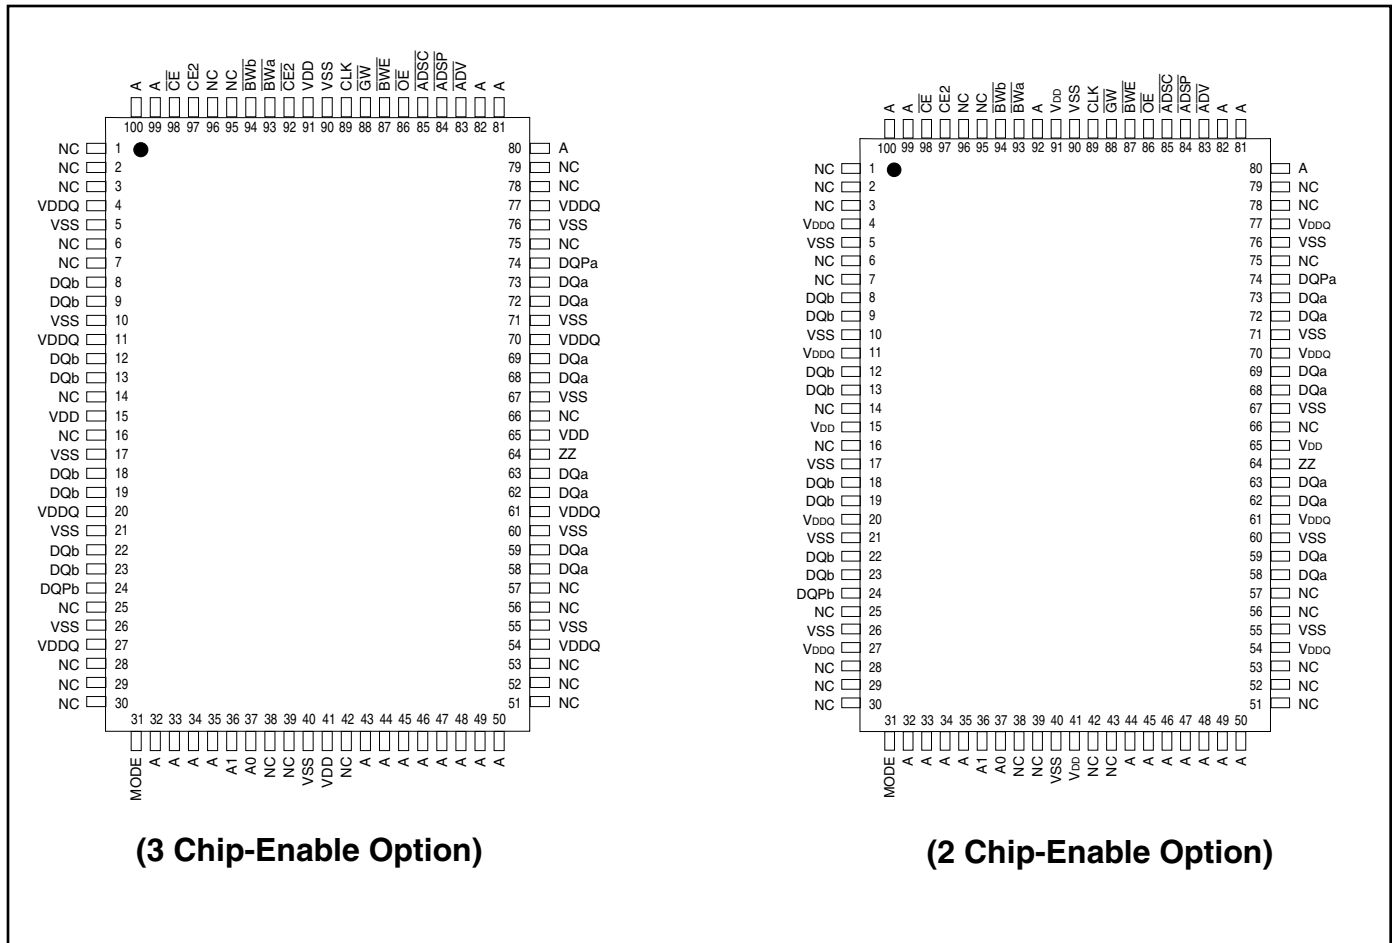 A A CE CE2 NC NC BWb BWa CE2 VDD VSS CLK GW BWE OE ADSC ADSP ADV A A
100 99 98 97 96 95 94 93 92 91 90 89 88 87 86 85 84 83 82 81
NC 1 80 A
NC 2 79 NC
NC 3 78 NC
VDDQ 4 77 VDDQ
VSS 5 76 VSS
NC 6 75 NC
NC 7 74 DQPa
DQb 8 73 DQa
DQb 9 72 DQa
VSS 10 71 VSS
VDDQ 11 70 VDDQ
DQb 12 69 DQa
DQb 13 68 DQa
NC 14 67 VSS
VDD 15 66 NC
NC 16 65 VDD
VSS 17 64 ZZ
DQb 18 63 DQa
DQb 19 62 DQa
VDDQ 20 61 VDDQ
VSS 21 60 VSS
DQb 22 59 DQa
DQb 23 58 DQa
DQPb 24 57 NC
NC 25 56 NC
VSS 26 55 VSS
VDDQ 27 54 VDDQ
NC 28 53 NC
NC 29 52 NC
NC 30 51 NC
31 32 33 34 35 36 37 38 39 40 41 42 43 44 45 46 47 48 49 50
MODE A A A A A1 A0 NC NC VSS VDD NC A A A A A A A A
(3 Chip-Enable Option)
A A CE CE2 NC NC BWb BWa A VDD VSS CLK GW BWE OE ADSC ADSP ADV A A
100 99 98 97 96 95 94 93 92 91 90 89 88 87 86 85 84 83 82 81
NC 1 80 A
NC 2 79 NC
NC 3 78 NC
VDDQ 4 77 VDDQ
VSS 5 76 VSS
NC 6 75 NC
NC 7 74 DQPa
DQb 8 73 DQa
DQb 9 72 DQa
VSS 10 71 VSS
VDDQ 11 70 VDDQ
DQb 12 69 DQa
DQb 13 68 DQa
NC 14 67 VSS
VDD 15 66 NC
NC 16 65 VDD
VSS 17 64 ZZ
DQb 18 63 DQa
DQb 19 62 DQa
VDDQ 20 61 VDDQ
VSS 21 60 VSS
DQb 22 59 DQa
DQb 23 58 DQa
DQPb 24 57 NC
NC 25 56 NC
VSS 26 55 VSS
VDDQ 27 54 VDDQ
NC 28 53 NC
NC 29 52 NC
NC 30 51 NC
31 32 33 34 35 36 37 38 39 40 41 42 43 44 45 46 47 48 49 50
MODE A A A A A1 A0 NC NC VSS VDD NC NC A A A A A A A
(2 Chip-Enable Option)